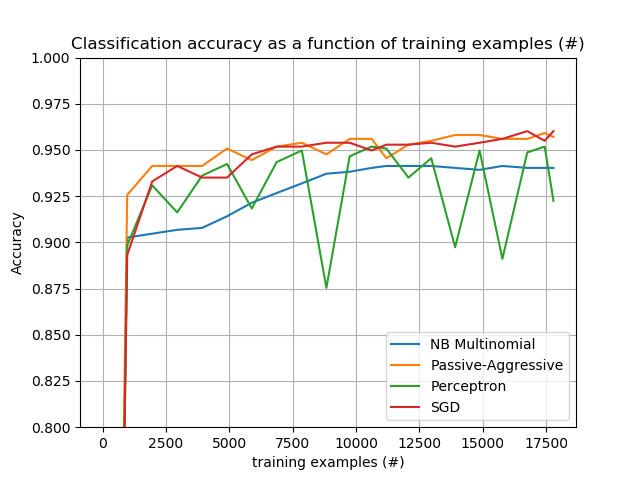 Classification accuracy as a function of training examples (#)
1.000
0.975
0.950
0.925
0.900
0.875
0.850
0.825
0.800
Accuracy
NB Multinomial
Passive-Aggressive
Perceptron
SGD
0 2500 5000 7500 10000 12500 15000 17500
training examples (#)